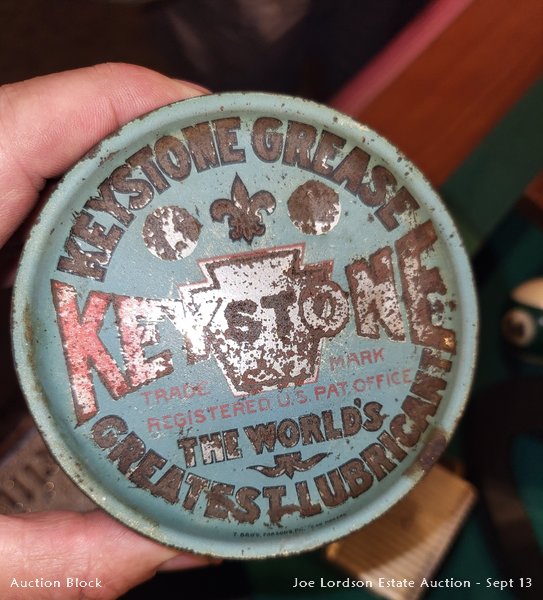 KEYSTONE GREASE
KEYSTONE
TRADE MARK
REGISTERED U.S. PAT. OFFICE
THE WORLD'S
GREATEST LUBRICANT
Auction Block
Joe Lordson Estate Auction - Sept 13